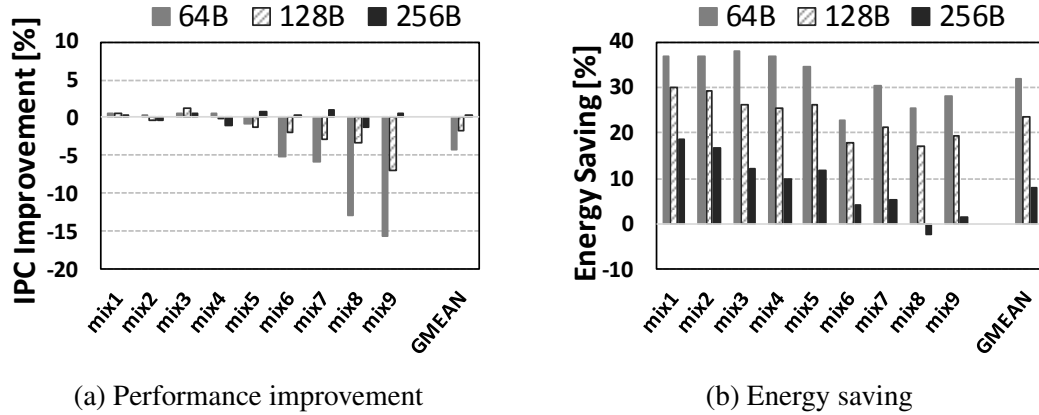 64B 128B 256B
IPC Improvement [%]
10
5
0
-5
-10
-15
-20
mix1 mix2 mix3 mix4 mix5 mix6 mix7 mix8 mix9 GMEAN
(a) Performance improvement
64B 128B 256B
Energy Saving [%]
40
30
20
10
0
-10
mix1 mix2 mix3 mix4 mix5 mix6 mix7 mix8 mix9 GMEAN
(b) Energy saving